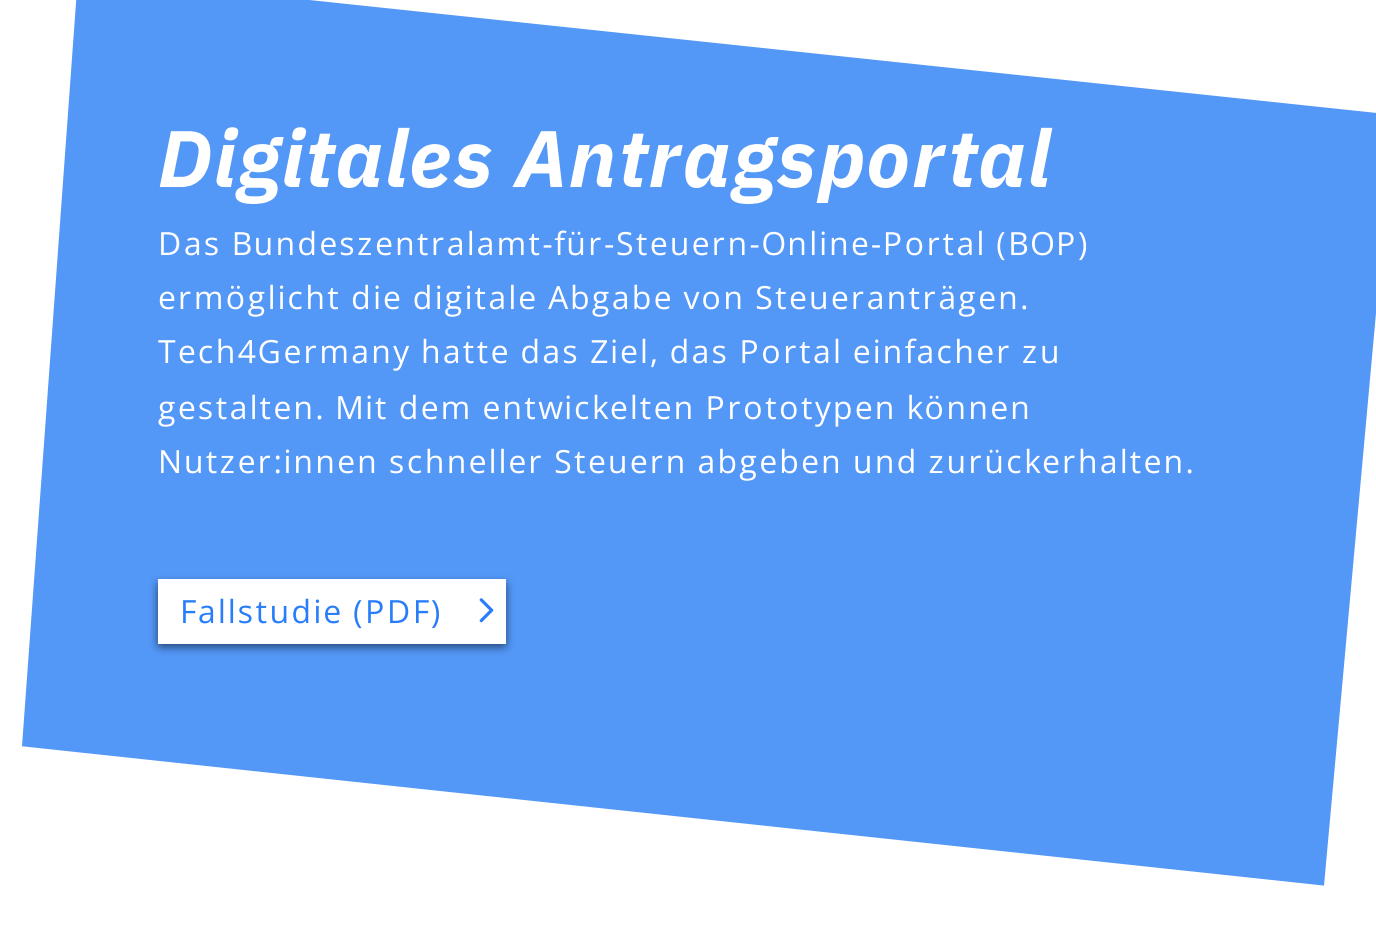 Digitales Antragsportal
Das Bundeszentralamt-für-Steuern-Online-Portal (BOP)
ermöglicht die digitale Abgabe von Steueranträgen.
Tech4Germany hatte das Ziel, das Portal einfacher zu
gestalten. Mit dem entwickelten Prototypen können
Nutzer:innen schneller Steuern abgeben und zurückerhalten.
Fallstudie (PDF)